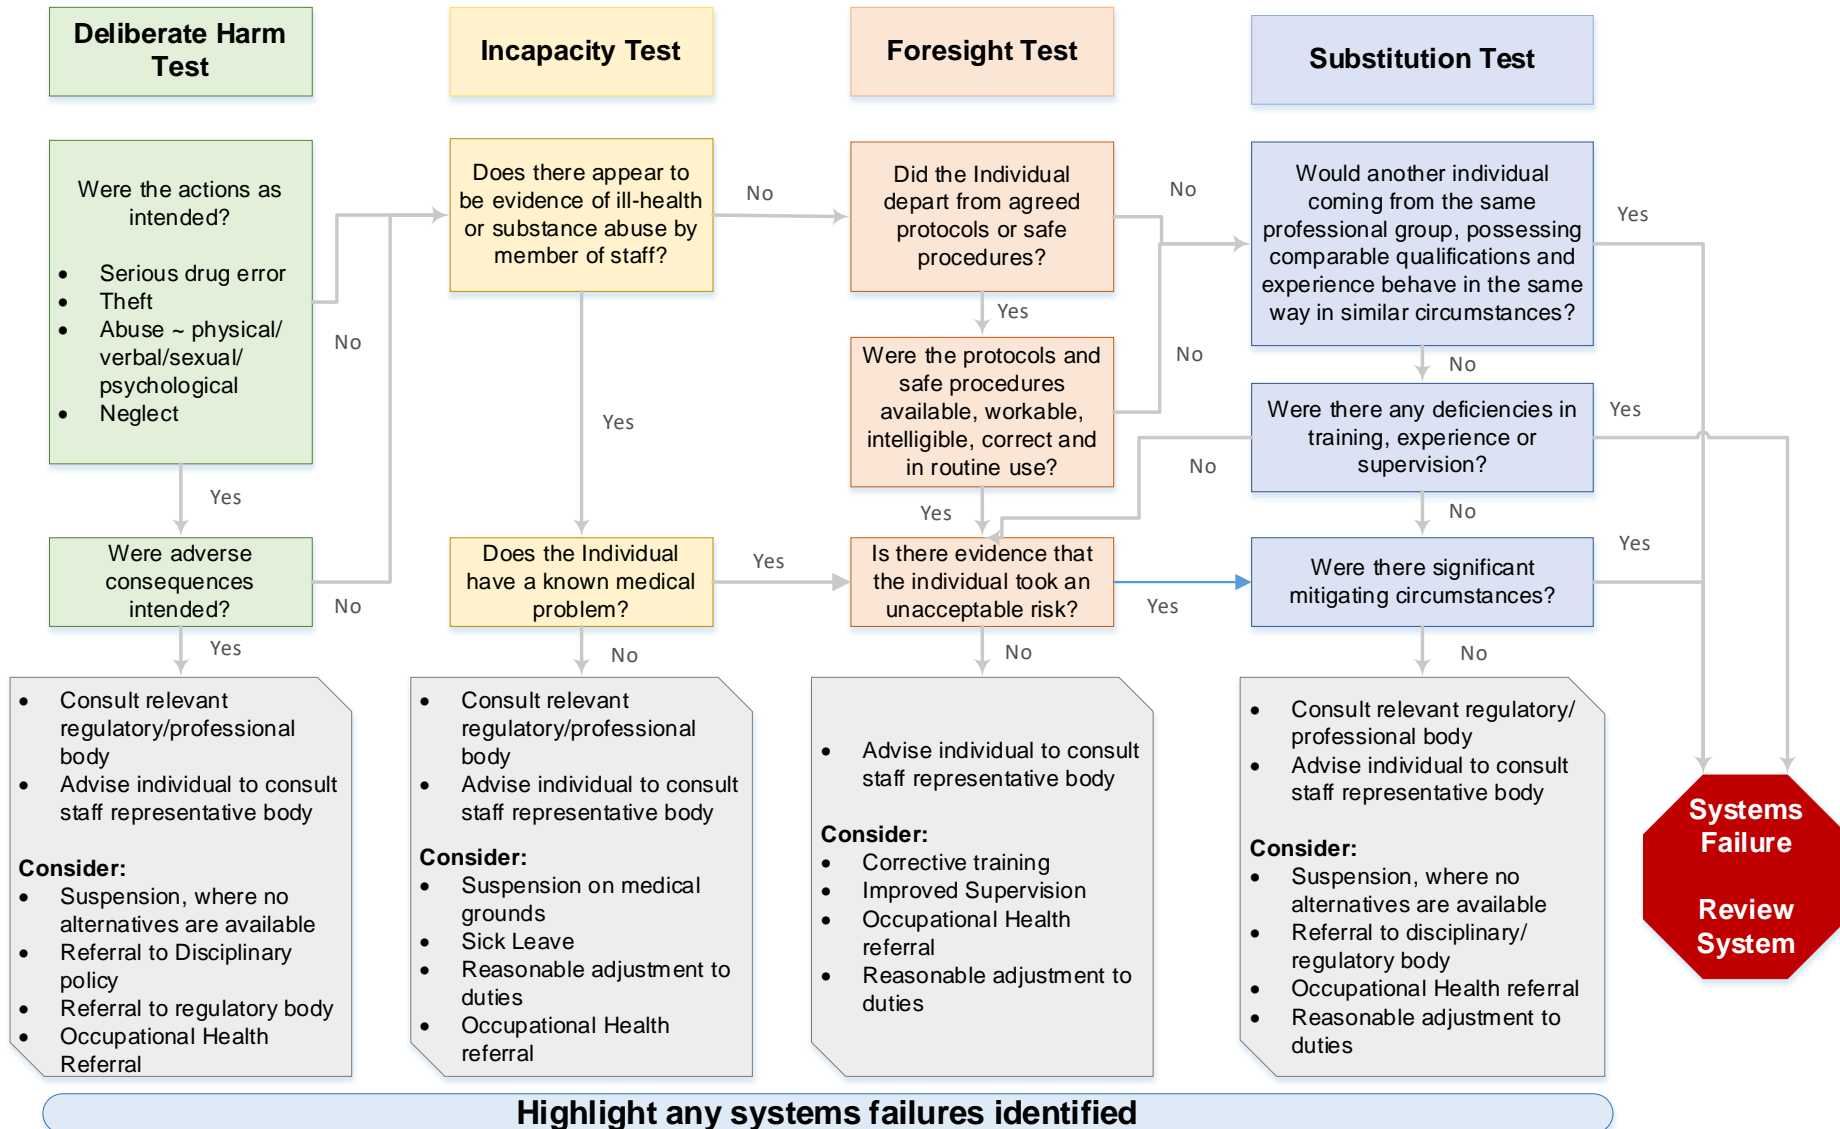 Deliberate Harm
Test
Incapacity Test
Foresight Test
Substitution Test
Were the actions as
intended?
• Serious drug error
• Theft
• Abuse ~ physical/
verbal/sexual/
psychological
• Neglect
No
Yes
Were adverse
consequences
intended?
No
Yes
• Consult relevant
regulatory/professional
body
• Advise individual to consult
staff representative body
Consider:
• Suspension, where no
alternatives are available
• Referral to Disciplinary
policy
• Referral to regulatory body
• Occupational Health
Referral
Does there appear to
be evidence of ill-health
or substance abuse by
member of staff?
No
Yes
Does the Individual
have a known medical
problem?
Yes
No
• Consult relevant
regulatory/professional
body
• Advise individual to consult
staff representative body
Consider:
• Suspension on medical
grounds
• Sick Leave
• Reasonable adjustment to
duties
• Occupational Health
referral
Did the Individual
depart from agreed
protocols or safe
procedures?
No
Yes
Were the protocols and
safe procedures
available, workable,
intelligible, correct and
in routine use?
No
Yes
Is there evidence that
the individual took an
unacceptable risk?
Yes
No
• Advise individual to consult
staff representative body
Consider:
• Corrective training
• Improved Supervision
• Occupational Health
referral
• Reasonable adjustment to
duties
Would another individual
coming from the same
professional group, possessing
comparable qualifications and
experience behave in the same
way in similar circumstances?
Yes
No
Were there any deficiencies in
training, experience or
supervision?
Yes
No
No
Were there significant
mitigating circumstances?
Yes
No
• Consult relevant regulatory/
professional body
• Advise individual to consult
staff representative body
Consider:
• Suspension, where no
alternatives are available
• Referral to disciplinary/
regulatory body
• Occupational Health referral
• Reasonable adjustment to
duties
Systems
Failure
Review
System
Highlight any systems failures identified